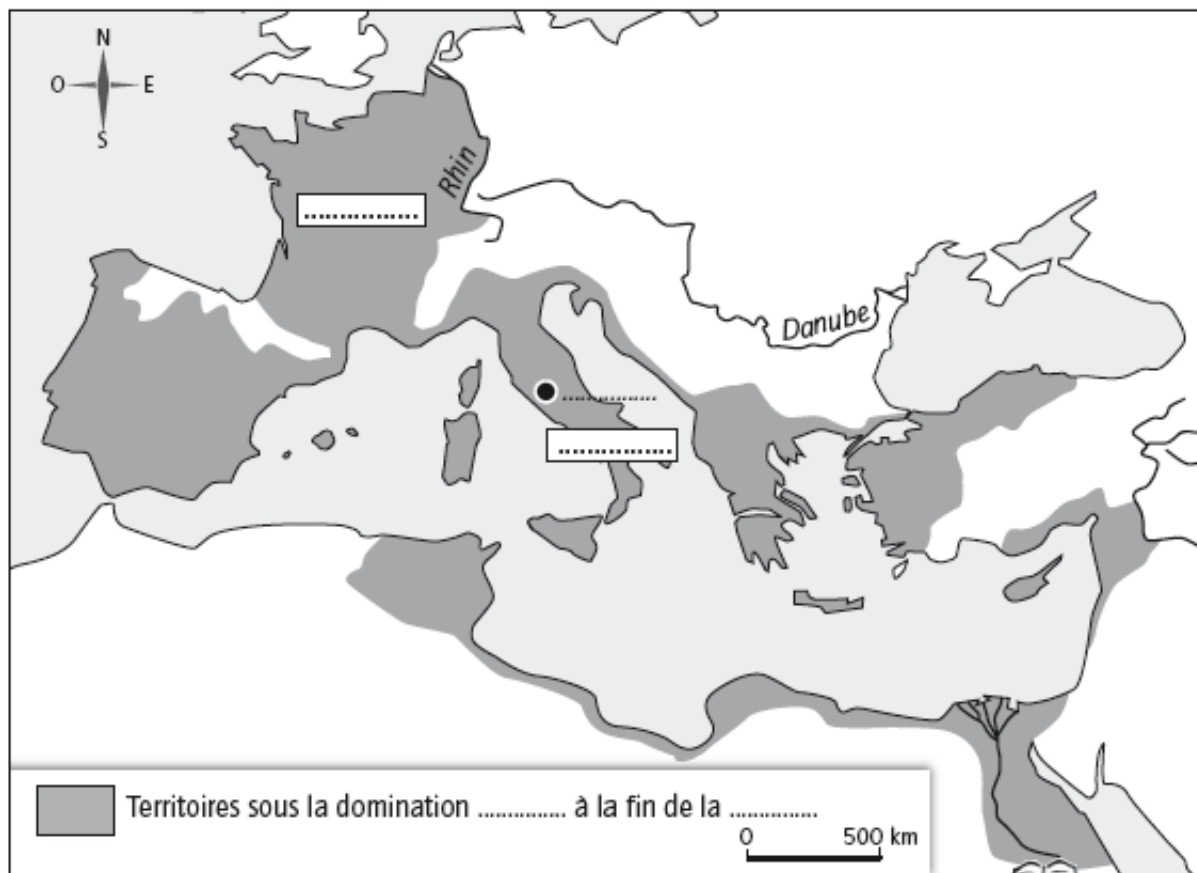 N
O E
S
Rhin
....................
Danube
................
....................
Territoires sous la domination ............... à la fin de la ...............
0 500 km